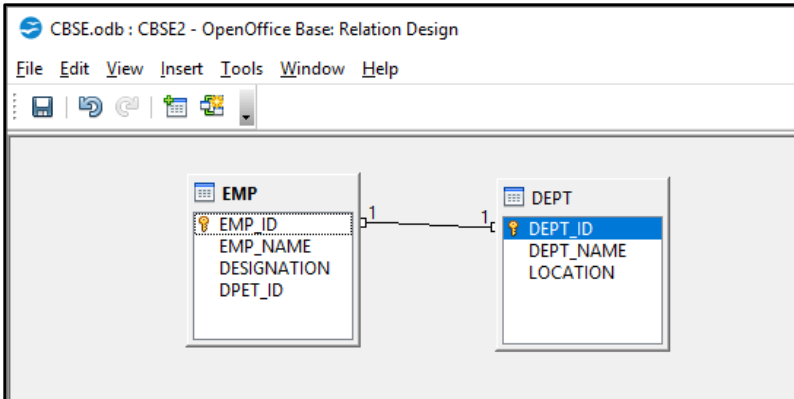 CBSE.odb : CBSE2 - OpenOffice Base: Relation Design
File Edit View Insert Tools Window Help
EMP
EMP_ID
EMP_NAME
DESIGNATION
DPET_ID
1
1
DEPT
DEPT_ID
DEPT_NAME
LOCATION